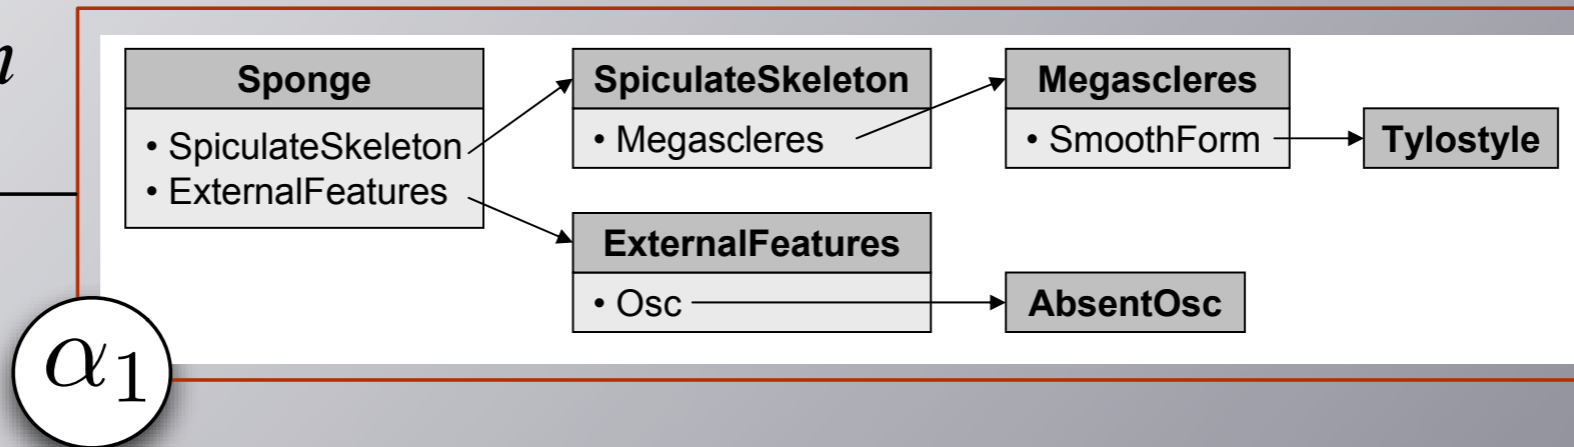 n
Sponge
• SpiculateSkeleton
• ExternalFeatures
SpiculateSkeleton
• Megascleres
Megascleres
• SmoothForm
Tylostyle
ExternalFeatures
• Osc
AbsentOsc
α1